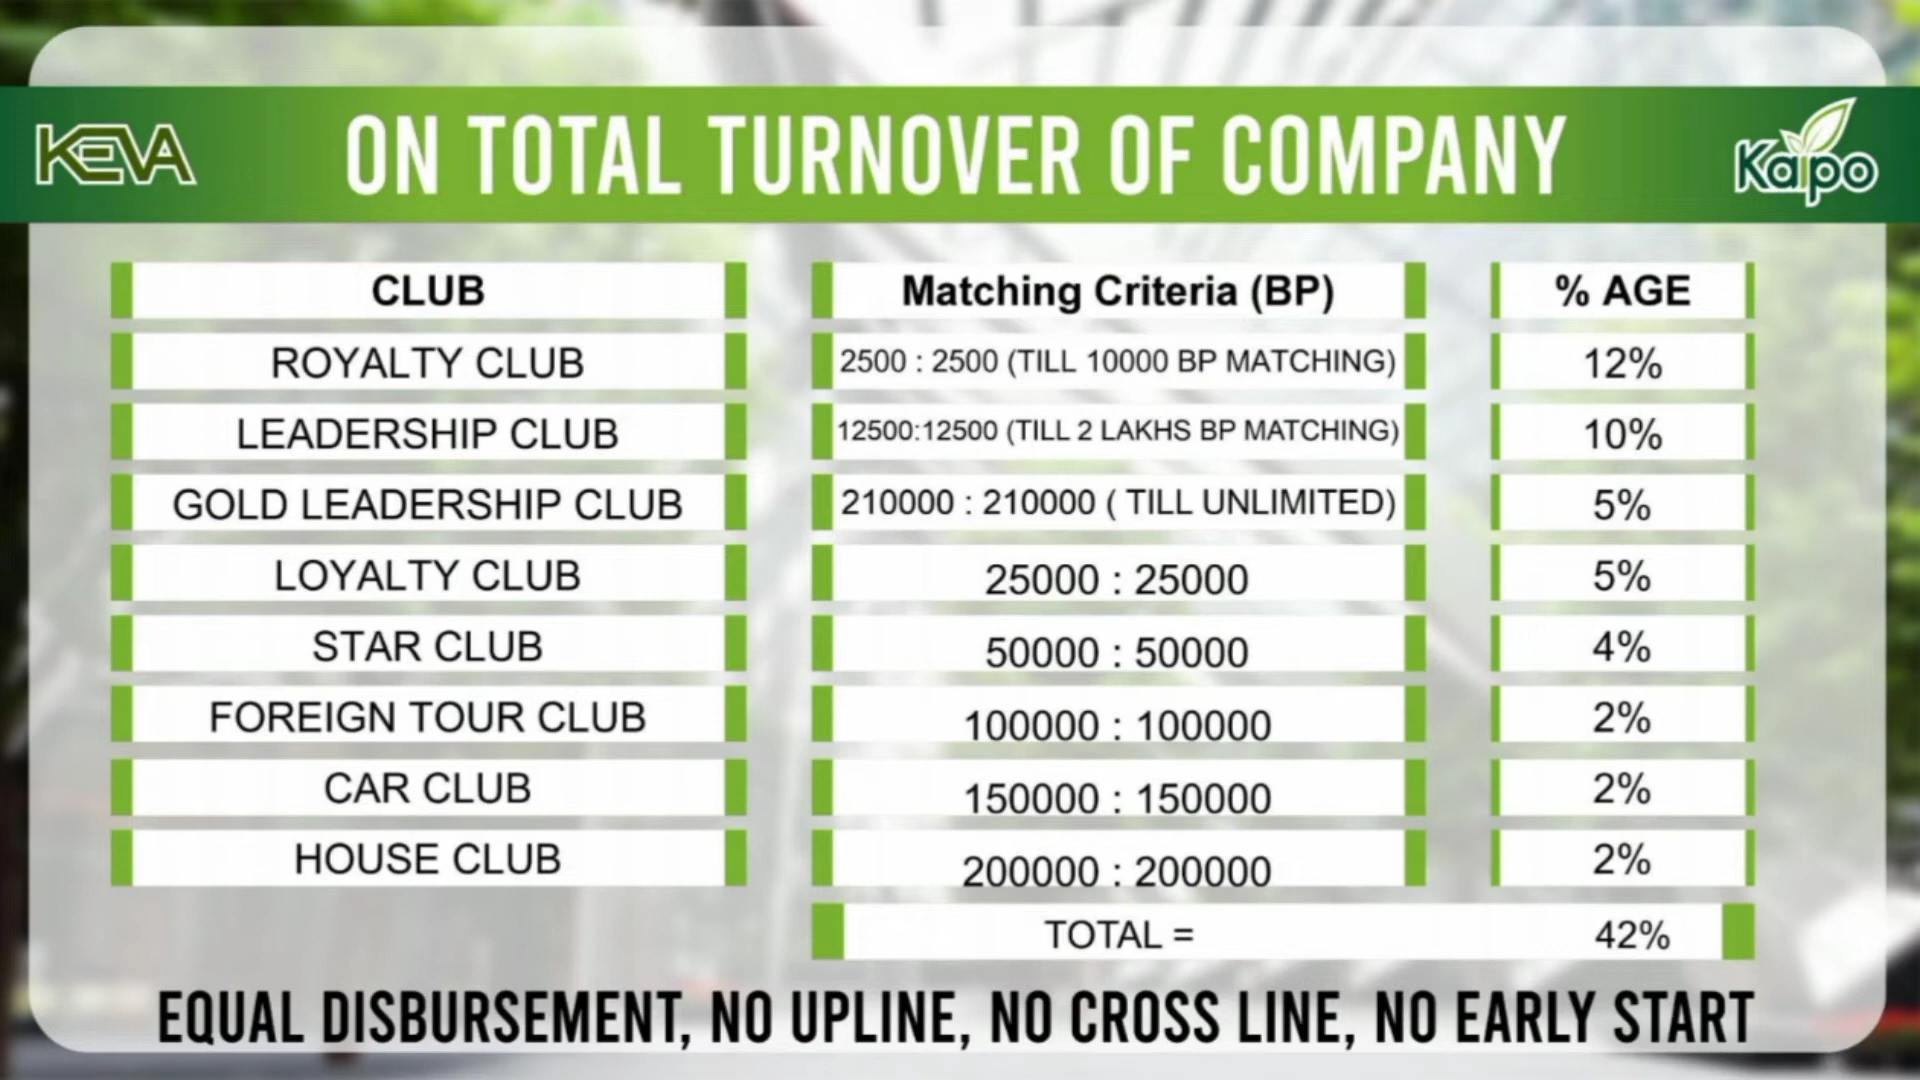 KEVA
ON TOTAL TURNOVER OF COMPANY
Kaipo
CLUB Matching Criteria (BP) % AGE
ROYALTY CLUB 2500 : 2500 (TILL 10000 BP MATCHING) 12%
LEADERSHIP CLUB 12500:12500 (TILL 2 LAKHS BP MATCHING) 10%
GOLD LEADERSHIP CLUB 210000 : 210000 ( TILL UNLIMITED) 5%
LOYALTY CLUB 25000 : 25000 5%
STAR CLUB 50000 : 50000 4%
FOREIGN TOUR CLUB 100000 : 100000 2%
CAR CLUB 150000 : 150000 2%
HOUSE CLUB 200000 : 200000 2%
TOTAL = 42%
EQUAL DISBURSEMENT, NO UPLINE, NO CROSS LINE, NO EARLY START